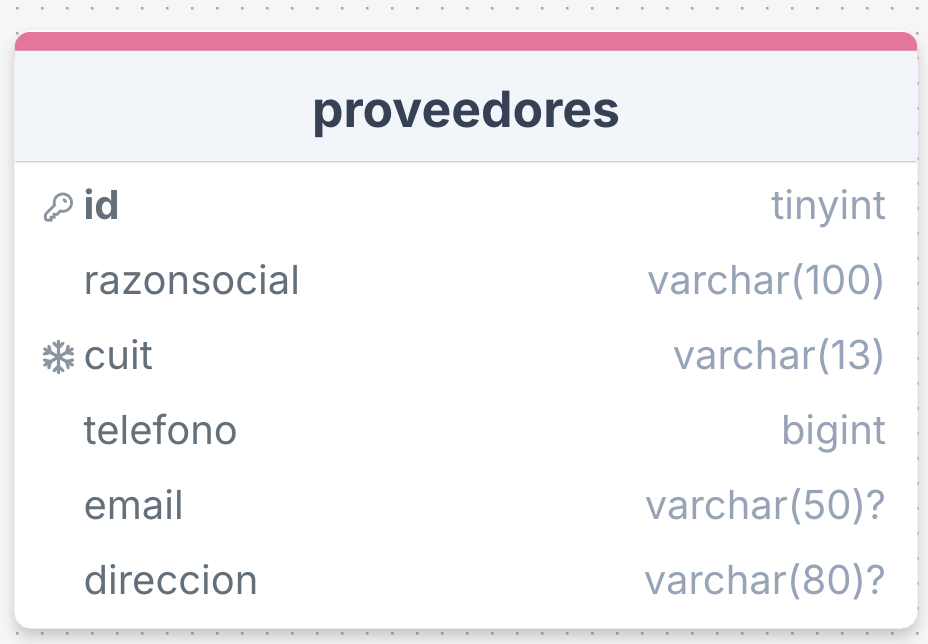 proveedores
id tinyint
razonsocial varchar(100)
cuit varchar(13)
telefono bigint
email varchar(50)?
direccion varchar(80)?